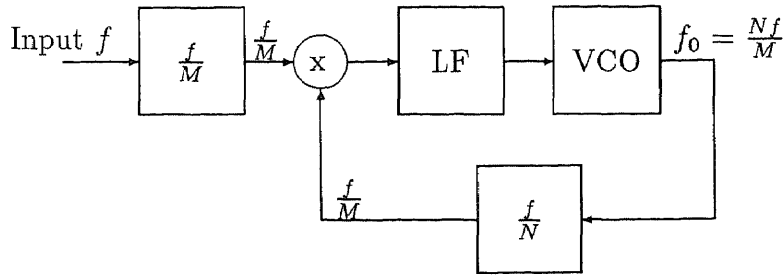 Input f
f/M
f/M
x
LF
VCO
f₀ = Nf/M
f/M
f/N